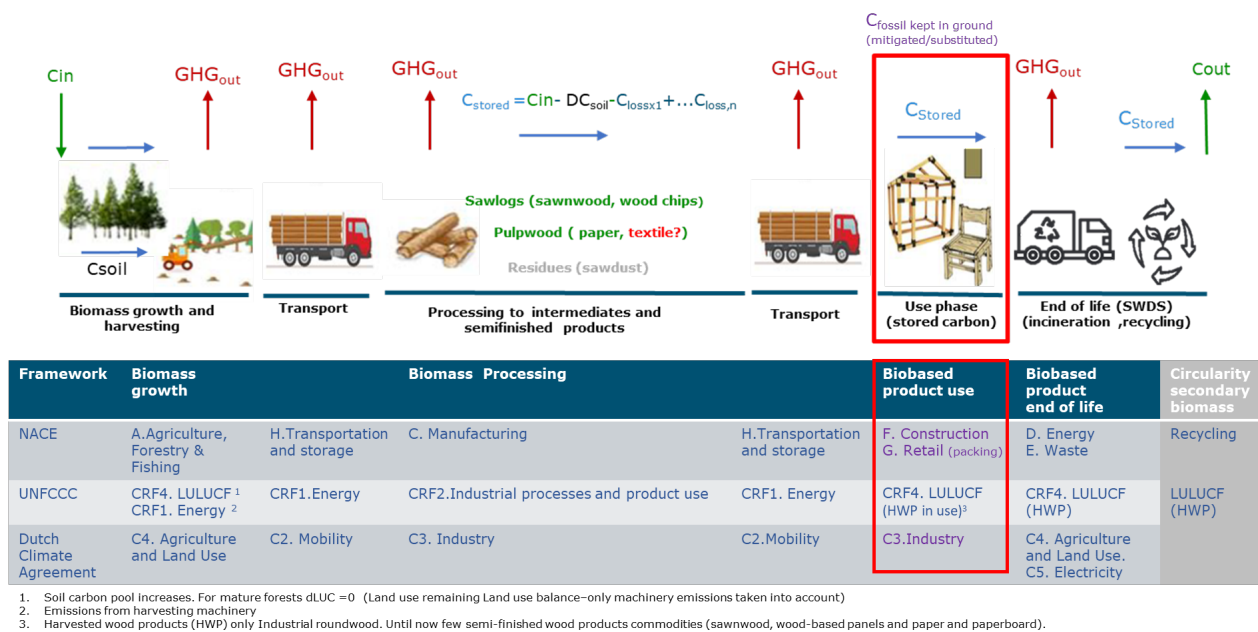 C fossil kept in ground
(mitigated/substituted)
Cin
GHGout
GHGout
GHGout
GHGout
GHGout
Cout
Cstored =Cin- DCsoil-Clossx1+...Closs,n
CStored
CStored
Sawlogs (sawnwood, wood chips)
Pulpwood ( paper, textile?)
Residues (sawdust)
Csoil
Biomass growth and
harvesting
Transport
Processing to intermediates and
semifinished products
Transport
Use phase
(stored carbon)
End of life (SWDS)
(incineration ,recycling)
Framework
Biomass
growth
Biomass Processing
Biobased
product use
Biobased
product
end of life
Circularity
secondary
biomass
NACE
A.Agriculture,
Forestry &
Fishing
H.Transportation
and storage
C. Manufacturing
H.Transportation
and storage
F. Construction
G. Retail (packing)
D. Energy
E. Waste
Recycling
UNFCCC
CRF4. LULUCF 1
CRF1. Energy 2
CRF1.Energy
CRF2.Industrial processes and product use
CRF1. Energy
CRF4. LULUCF
(HWP in use)3
CRF4. LULUCF
(HWP)
LULUCF
(HWP)
Dutch
Climate
Agreement
C4. Agriculture
and Land Use
C2. Mobility
C3. Industry
C2.Mobility
C3.Industry
C4. Agriculture
and Land Use.
C5. Electricity
1. Soil carbon pool increases. For mature forests dLUC =0 (Land use remaining Land use balance–only machinery emissions taken into account)
2. Emissions from harvesting machinery
3. Harvested wood products (HWP) only Industrial roundwood. Until now few semi-finished wood products commodities (sawnwood, wood-based panels and paper and paperboard).